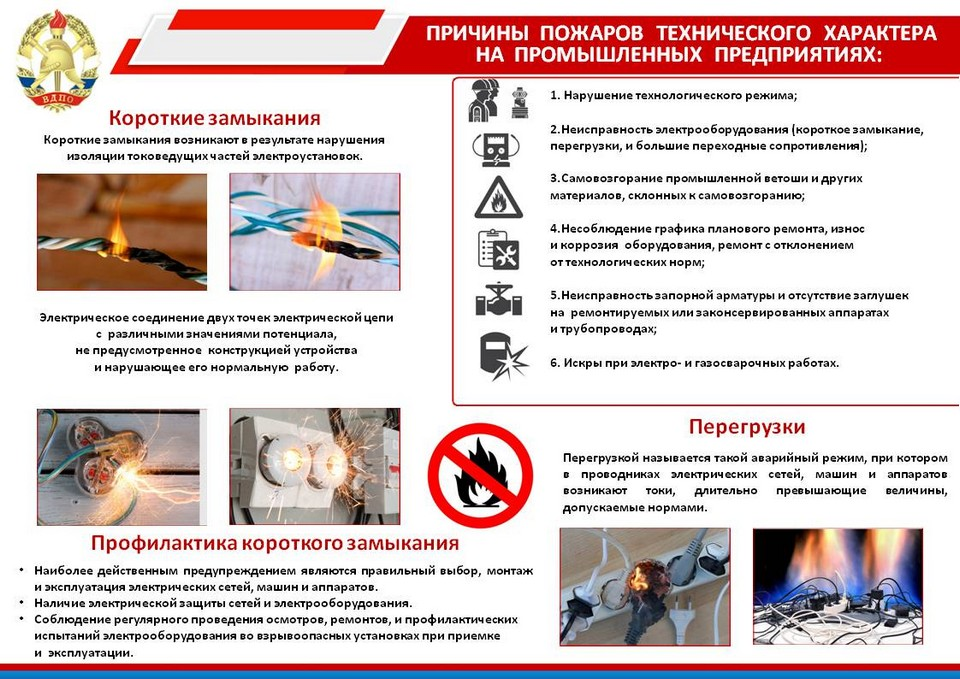 ВДПО
ПРИЧИНЫ ПОЖАРОВ ТЕХНИЧЕСКОГО ХАРАКТЕРА
НА ПРОМЫШЛЕННЫХ ПРЕДПРИЯТИЯХ:
Короткие замыкания
Короткие замыкания возникают в результате нарушения
изоляции токоведущих частей электроустановок.
Электрическое соединение двух точек электрической цепи
с различными значениями потенциала,
не предусмотренное конструкцией устройства
и нарушающее его нормальную работу.
Профилактика короткого замыкания
• Наиболее действенным предупреждением являются правильный выбор, монтаж
и эксплуатация электрических сетей, машин и аппаратов.
• Наличие электрической защиты сетей и электрооборудования.
• Соблюдение регулярного проведения осмотров, ремонтов, и профилактических
испытаний электрооборудования во взрывоопасных установках при приемке
и эксплуатации.
1. Нарушение технологического режима;
2.Неисправность электрооборудования (короткое замыкание,
перегрузки, и большие переходные сопротивления);
3.Самовозгорание промышленной ветоши и других
материалов, склонных к самовозгоранию;
4.Несоблюдение графика планового ремонта, износ
и коррозия оборудования, ремонт с отклонением
от технологических норм;
5.Неисправность запорной арматуры и отсутствие заглушек
на ремонтируемых или законсервированных аппаратах
и трубопроводах;
6. Искры при электро- и газосварочных работах.
Перегрузки
Перегрузкой называется такой аварийный режим, при котором
в проводниках электрических сетей, машин и аппаратов
возникают токи, длительно превышающие величины,
допускаемые нормами.